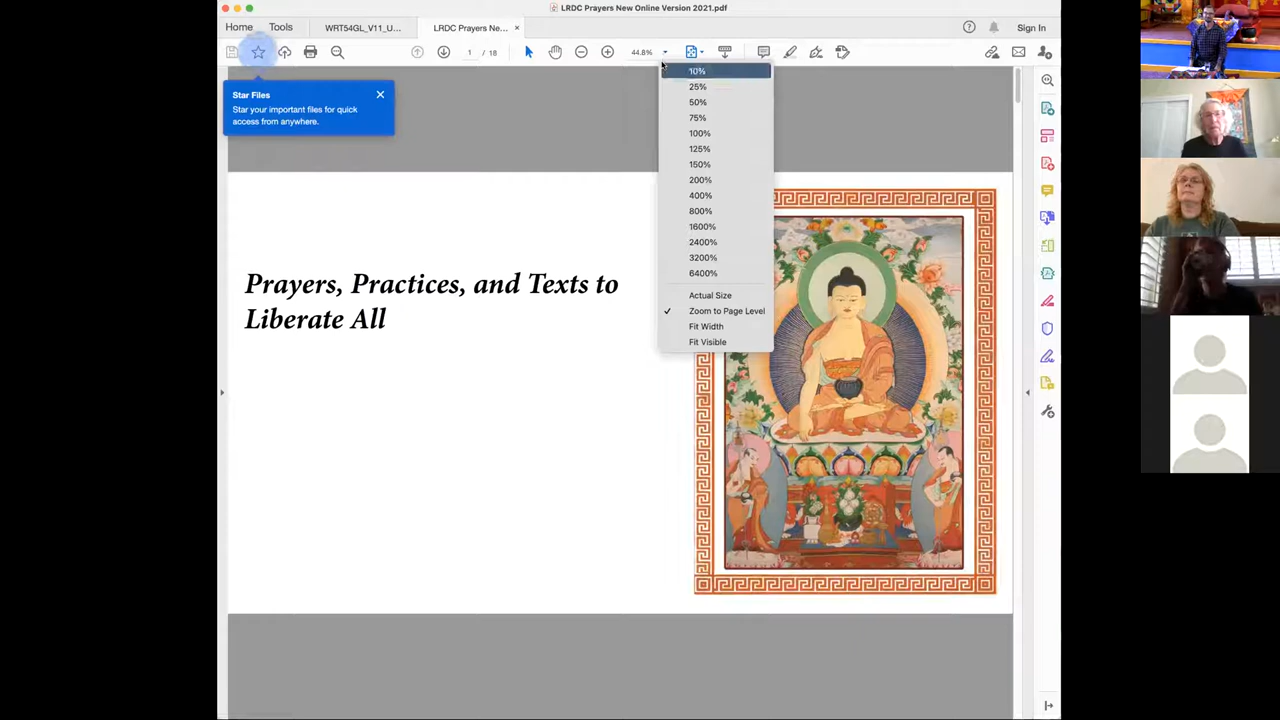 LRDC Prayers New Online Version 2021.pdf
Home
Tools
WRT54GL_V11_U...
LRDC Prayers Ne... ×
Sign In
1 / 18
44.8%
Star Files
Star your important files for quick
access from anywhere.
10%
25%
50%
75%
100%
125%
150%
200%
400%
800%
1600%
2400%
3200%
6400%
Actual Size
Zoom to Page Level
Fit Width
Fit Visible
Prayers, Practices, and Texts to
Liberate All